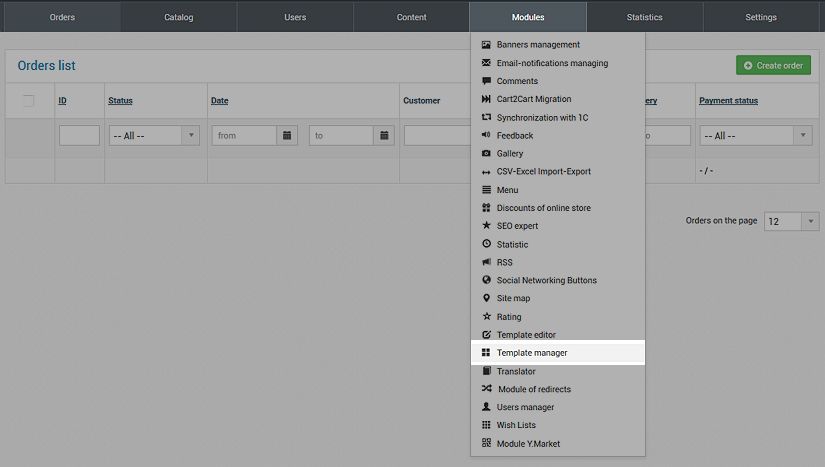 Orders Catalog Users Content Modules Statistics Settings
Orders list
Create order
ID Status Date Customer very Payment status
-- All -- from to o -- All --
- / -
Orders on the page 12
Banners management
Email-notifications managing
Comments
Cart2Cart Migration
Synchronization with 1C
Feedback
Gallery
CSV-Excel Import-Export
Menu
Discounts of online store
SEO expert
Statistic
RSS
Social Networking Buttons
Site map
Rating
Template editor
Template manager
Translator
Module of redirects
Users manager
Wish Lists
Module Y.Market